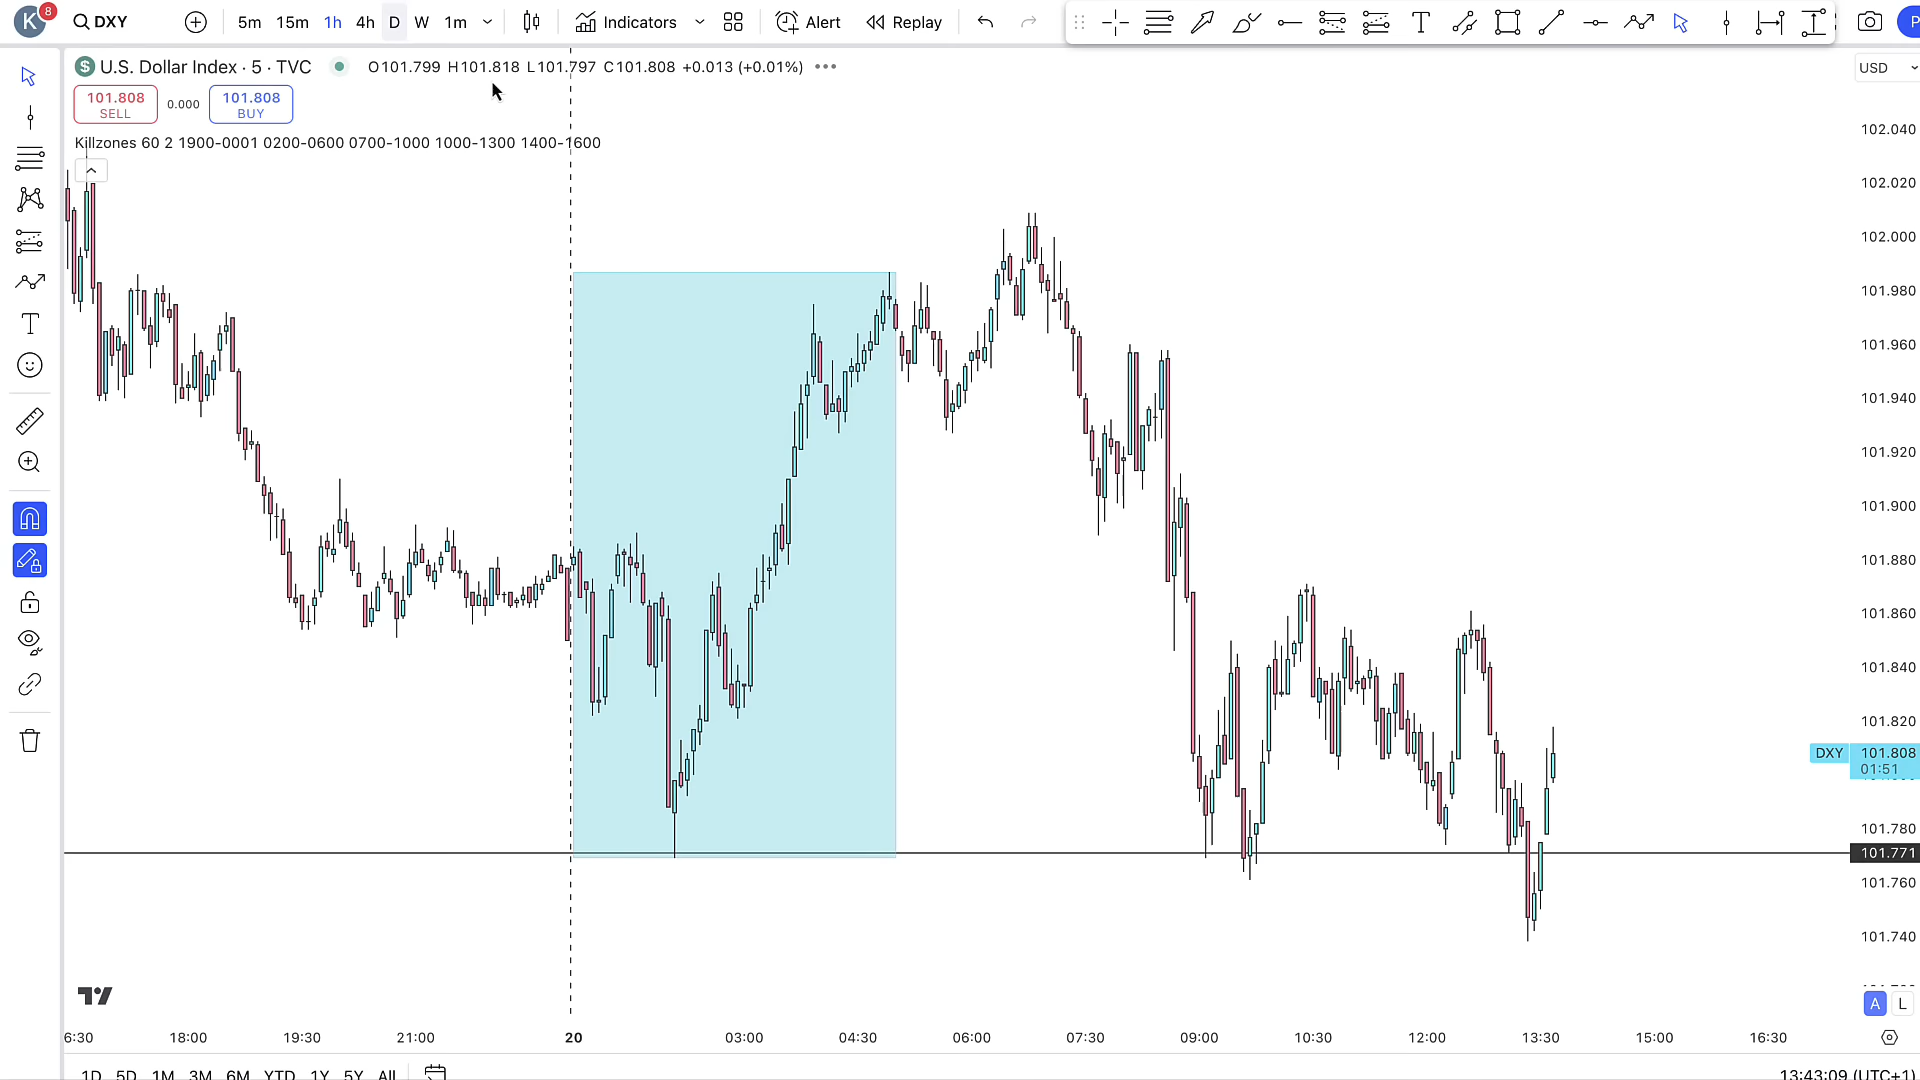 K 8 DXY 5m 15m 1h 4h D W 1m Indicators Alert Replay P
$ U.S. Dollar Index · 5 · TVC O101.799 H101.818 L101.797 C101.808 +0.013 (+0.01%)
USD
101.808 SELL 0.000 101.808 BUY
Killzones 60 2 1900-0001 0200-0600 0700-1000 1000-1300 1400-1600
102.040
102.020
102.000
101.980
101.960
101.940
101.920
101.900
101.880
101.860
101.840
101.820
DXY 101.808
01:51
101.780
101.771
101.760
101.740
A L
6:30 18:00 19:30 21:00 20 03:00 04:30 06:00 07:30 09:00 10:30 12:00 13:30 15:00 16:30
1D 5D 1M 3M 6M YTD 1Y 5Y All 13:43:09 (UTC+1)